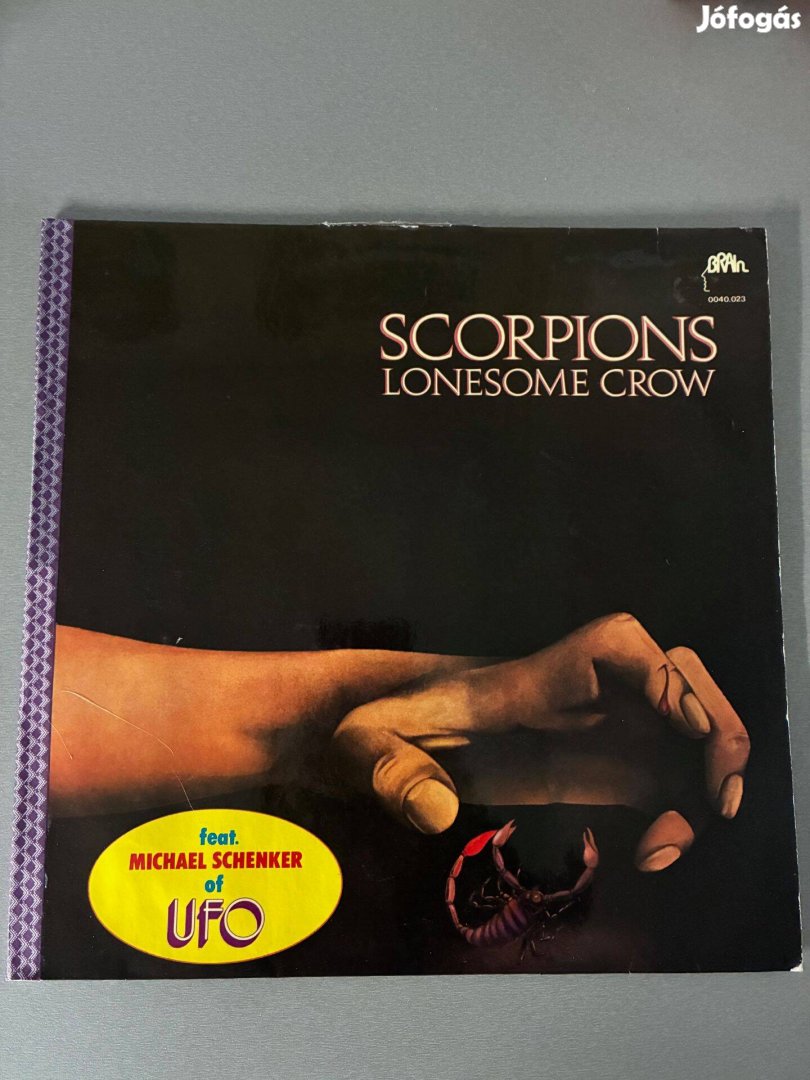 Jófogás
BRAIn
0040.023
SCORPIONS
LONESOME CROW
feat.
MICHAEL SCHENKER
of
UFO